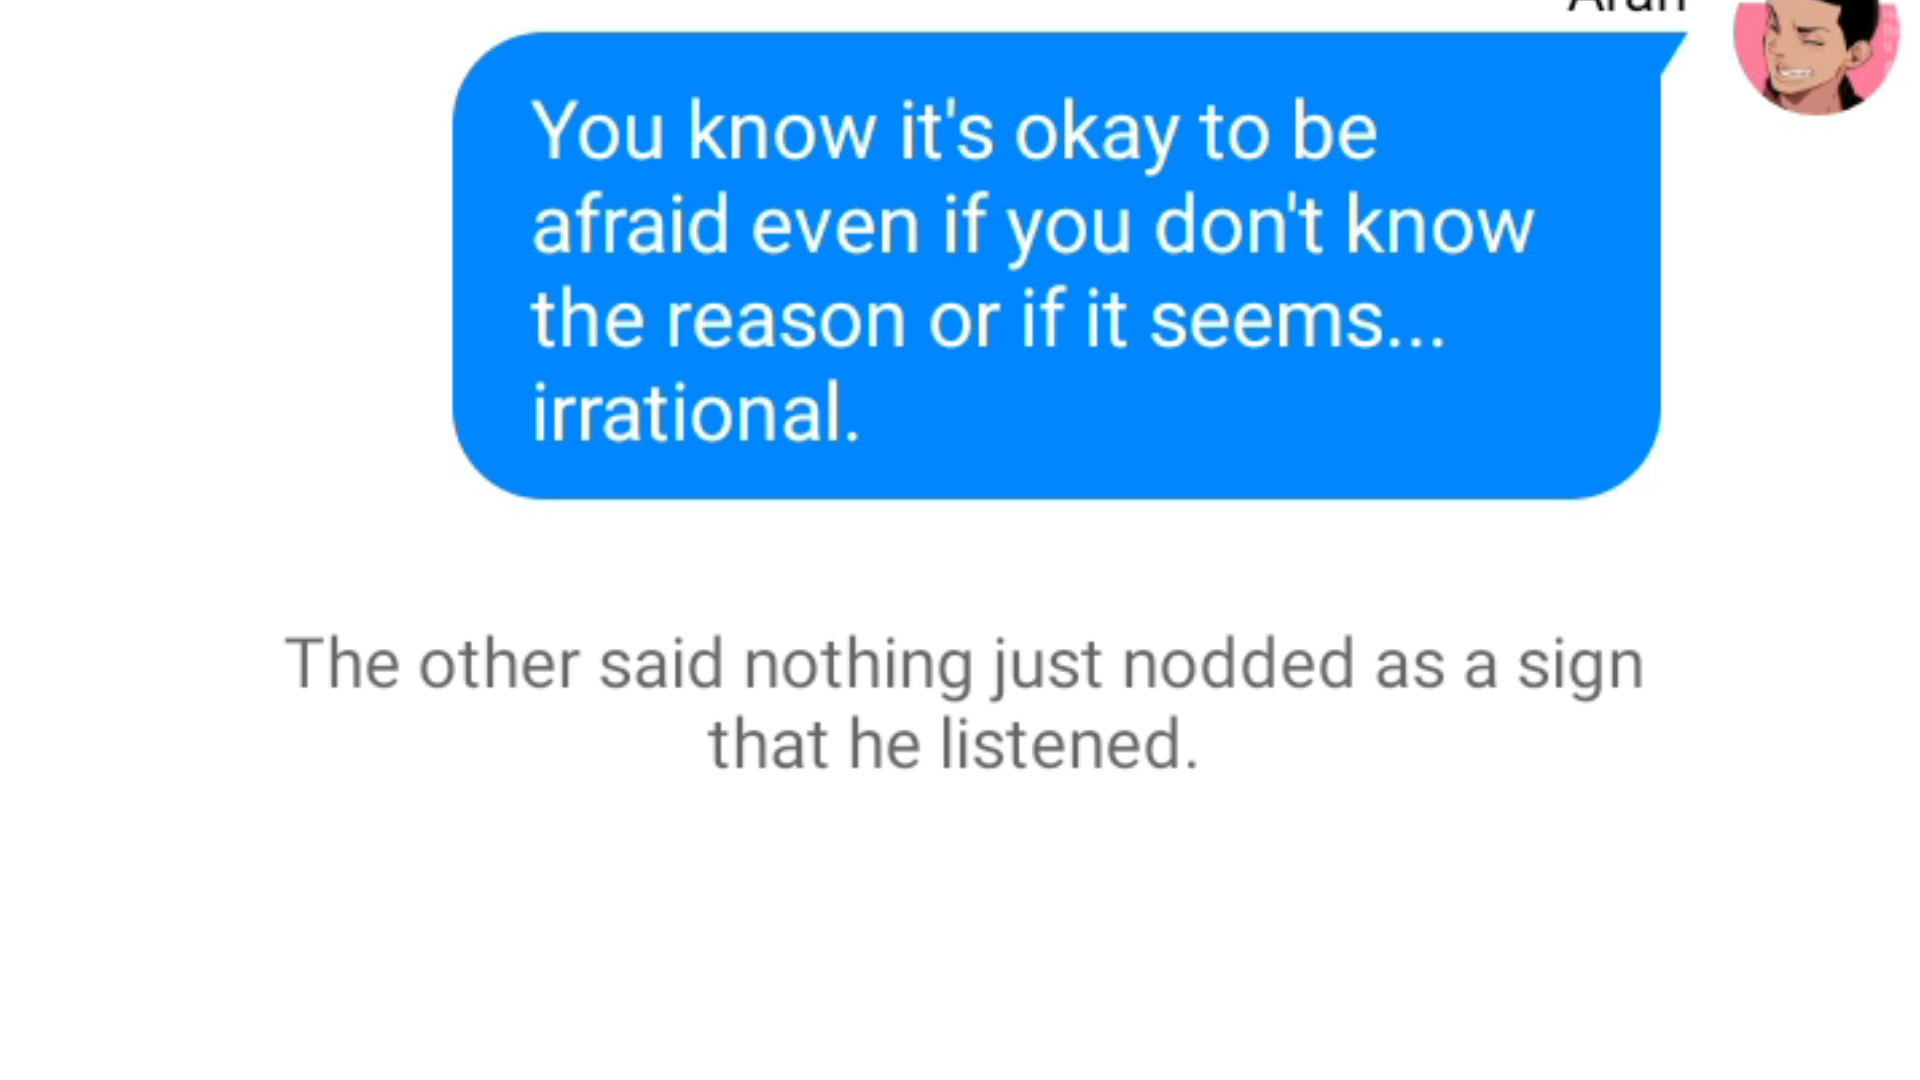 You know it's okay to be
afraid even if you don't know
the reason or if it seems...
irrational.
The other said nothing just nodded as a sign
that he listened.